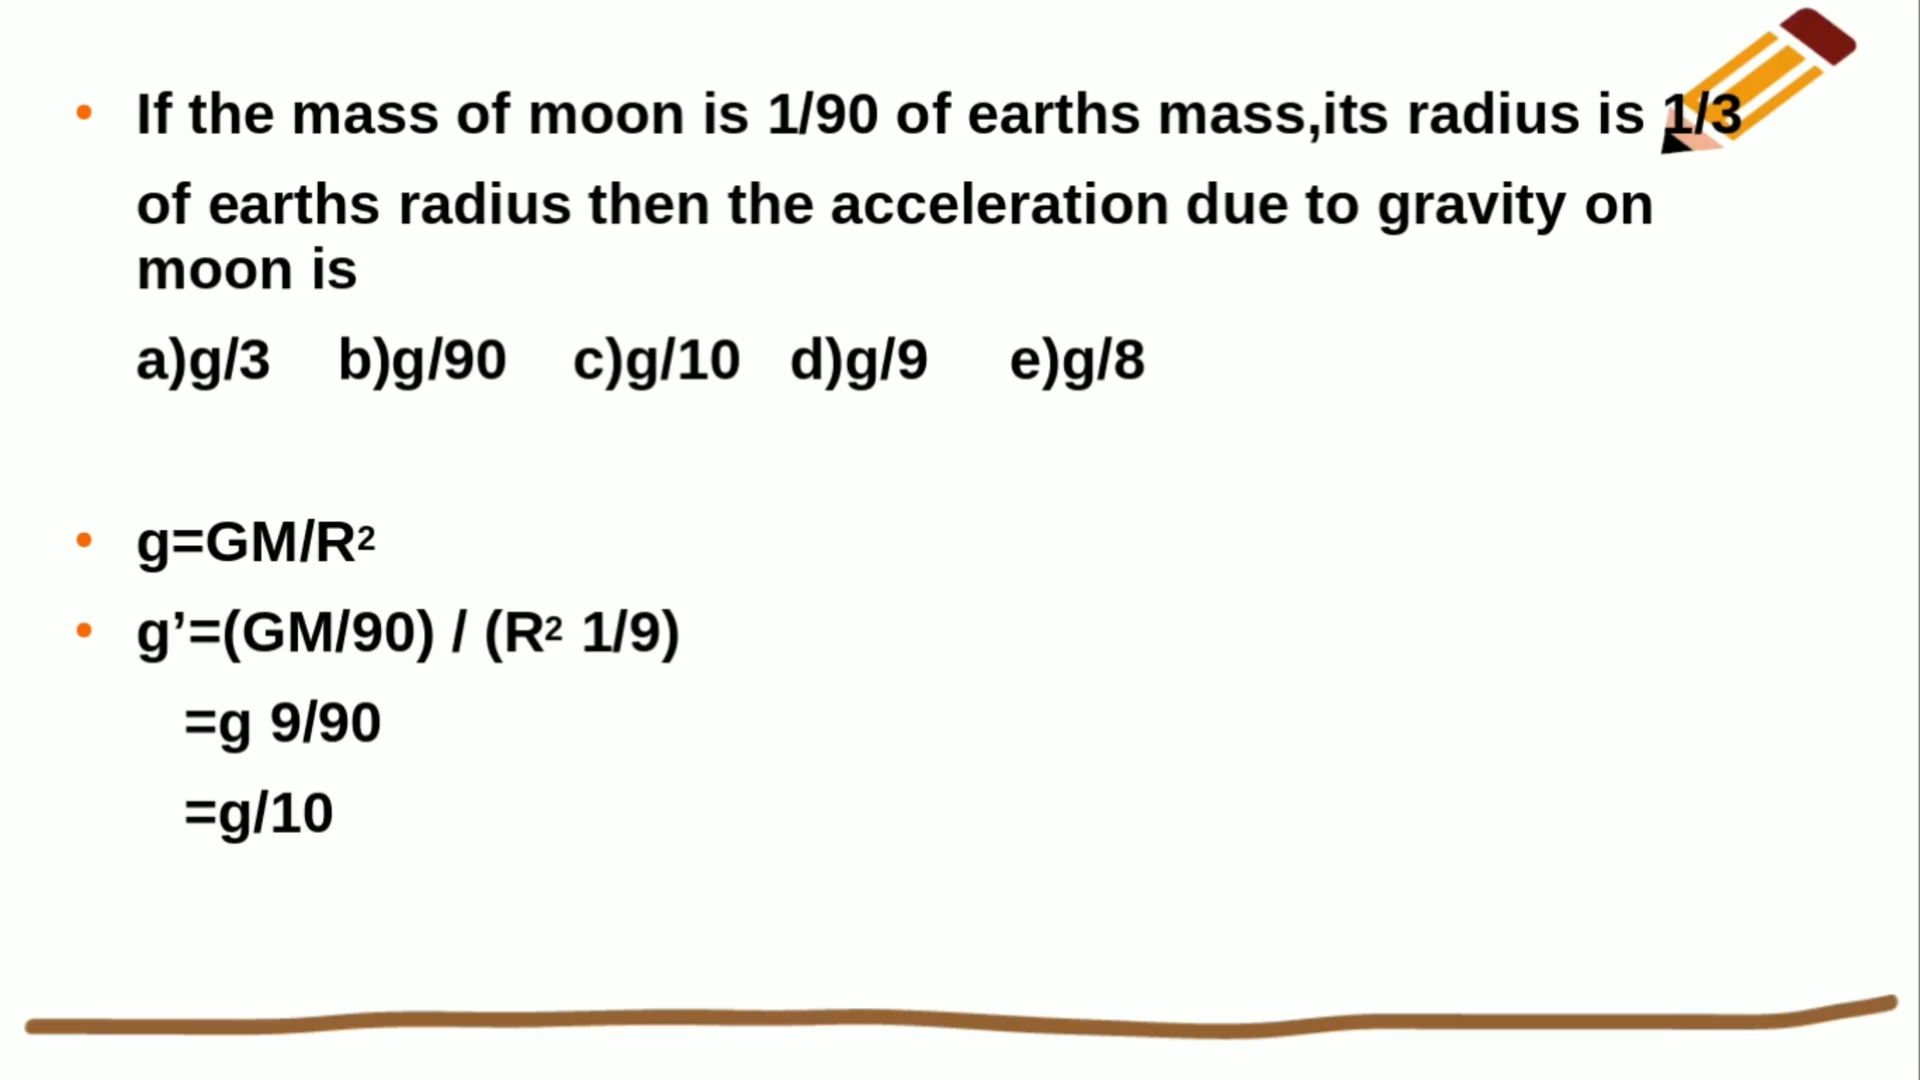 • If the mass of moon is 1/90 of earths mass,its radius is 1/3
of earths radius then the acceleration due to gravity on
moon is
a)g/3 b)g/90 c)g/10 d)g/9 e)g/8
• g=GM/R²
• g’=(GM/90) / (R² 1/9)
=g 9/90
=g/10